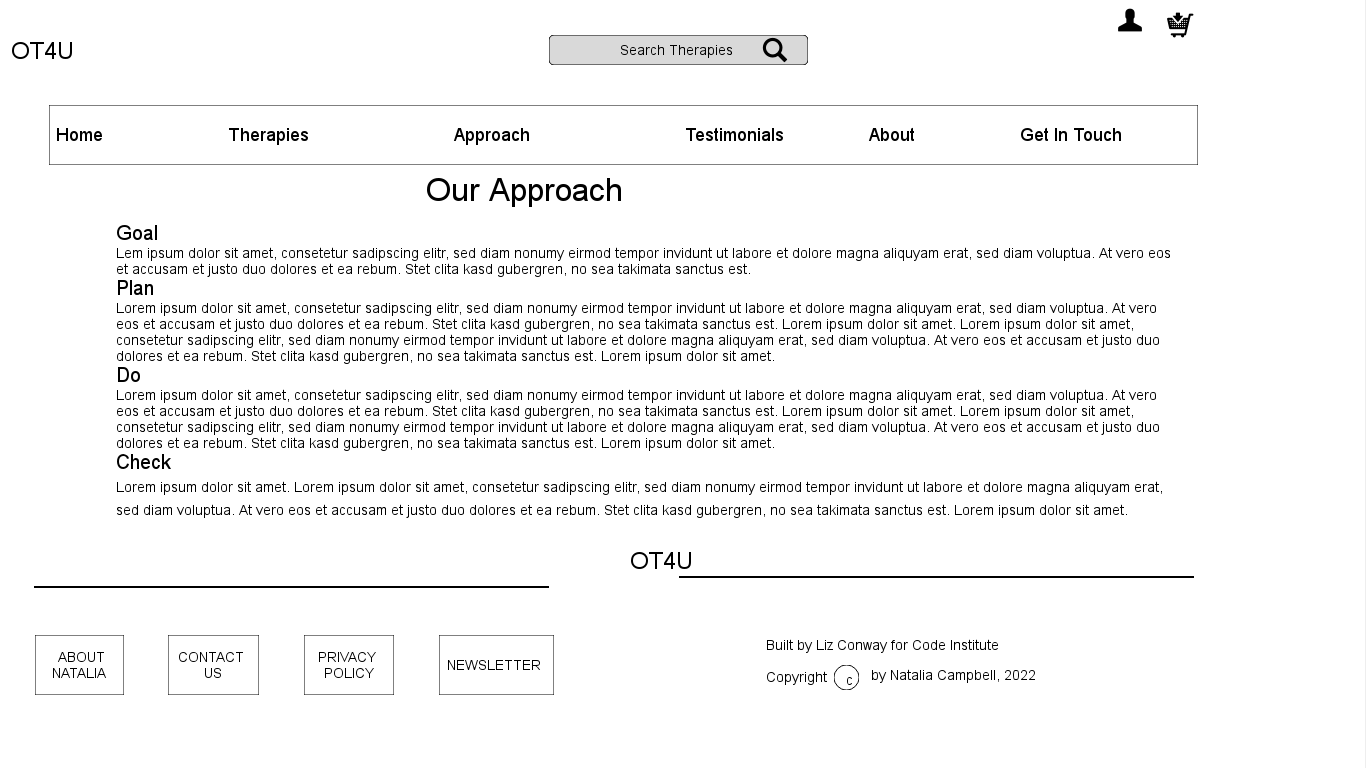 OT4U
Search Therapies
Home Therapies Approach Testimonials About Get In Touch
Our Approach
Goal
Lem ipsum dolor sit amet, consetetur sadipscing elitr, sed diam nonumy eirmod tempor invidunt ut labore et dolore magna aliquyam erat, sed diam voluptua. At vero eos
et accusam et justo duo dolores et ea rebum. Stet clita kasd gubergren, no sea takimata sanctus est.
Plan
Lorem ipsum dolor sit amet, consetetur sadipscing elitr, sed diam nonumy eirmod tempor invidunt ut labore et dolore magna aliquyam erat, sed diam voluptua. At vero
eos et accusam et justo duo dolores et ea rebum. Stet clita kasd gubergren, no sea takimata sanctus est. Lorem ipsum dolor sit amet. Lorem ipsum dolor sit amet,
consetetur sadipscing elitr, sed diam nonumy eirmod tempor invidunt ut labore et dolore magna aliquyam erat, sed diam voluptua. At vero eos et accusam et justo duo
dolores et ea rebum. Stet clita kasd gubergren, no sea takimata sanctus est. Lorem ipsum dolor sit amet.
Do
Lorem ipsum dolor sit amet, consetetur sadipscing elitr, sed diam nonumy eirmod tempor invidunt ut labore et dolore magna aliquyam erat, sed diam voluptua. At vero
eos et accusam et justo duo dolores et ea rebum. Stet clita kasd gubergren, no sea takimata sanctus est. Lorem ipsum dolor sit amet. Lorem ipsum dolor sit amet,
consetetur sadipscing elitr, sed diam nonumy eirmod tempor invidunt ut labore et dolore magna aliquyam erat, sed diam voluptua. At vero eos et accusam et justo duo
dolores et ea rebum. Stet clita kasd gubergren, no sea takimata sanctus est. Lorem ipsum dolor sit amet.
Check
Lorem ipsum dolor sit amet. Lorem ipsum dolor sit amet, consetetur sadipscing elitr, sed diam nonumy eirmod tempor invidunt ut labore et dolore magna aliquyam erat,
sed diam voluptua. At vero eos et accusam et justo duo dolores et ea rebum. Stet clita kasd gubergren, no sea takimata sanctus est. Lorem ipsum dolor sit amet.
OT4U
ABOUT
NATALIA
CONTACT
US
PRIVACY
POLICY
NEWSLETTER
Built by Liz Conway for Code Institute
Copyright c by Natalia Campbell, 2022